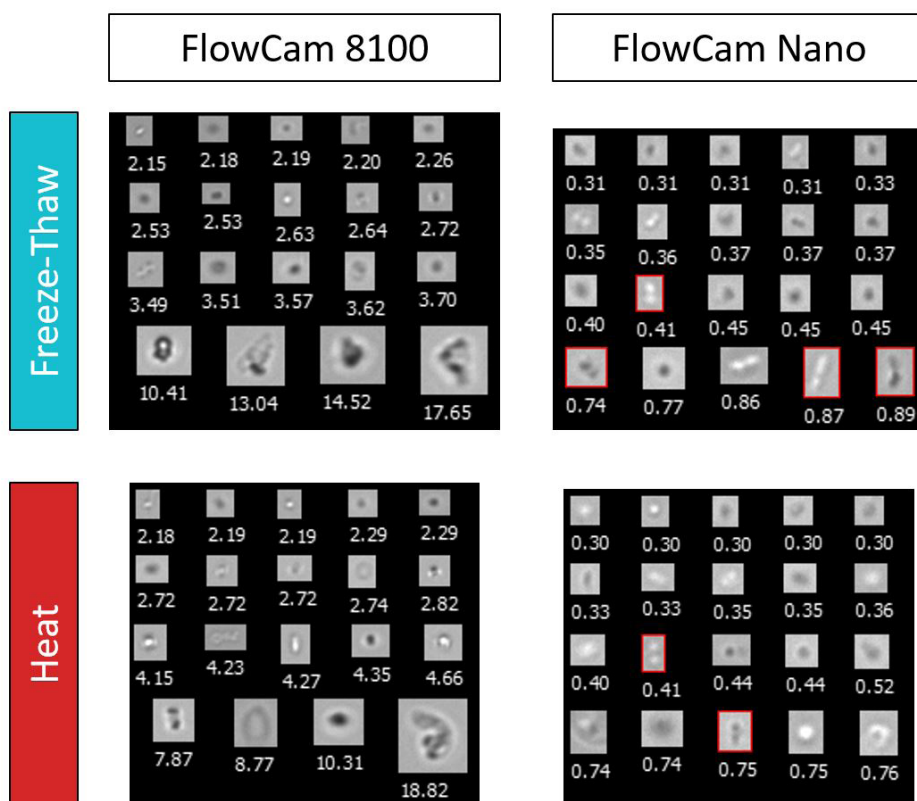 FlowCam 8100
FlowCam Nano
Freeze-Thaw
2.15 2.18 2.19 2.20 2.26
2.53 2.53 2.63 2.64 2.72
3.49 3.51 3.57 3.62 3.70
10.41 13.04 14.52 17.65
0.31 0.31 0.31 0.31 0.33
0.35 0.36 0.37 0.37 0.37
0.40 0.41 0.45 0.45 0.45
0.74 0.77 0.86 0.87 0.89
Heat
2.18 2.19 2.19 2.29 2.29
2.72 2.72 2.72 2.74 2.82
4.15 4.23 4.27 4.35 4.66
7.87 8.77 10.31 18.82
0.30 0.30 0.30 0.30 0.30
0.33 0.33 0.35 0.35 0.36
0.40 0.41 0.44 0.44 0.52
0.74 0.74 0.75 0.75 0.76